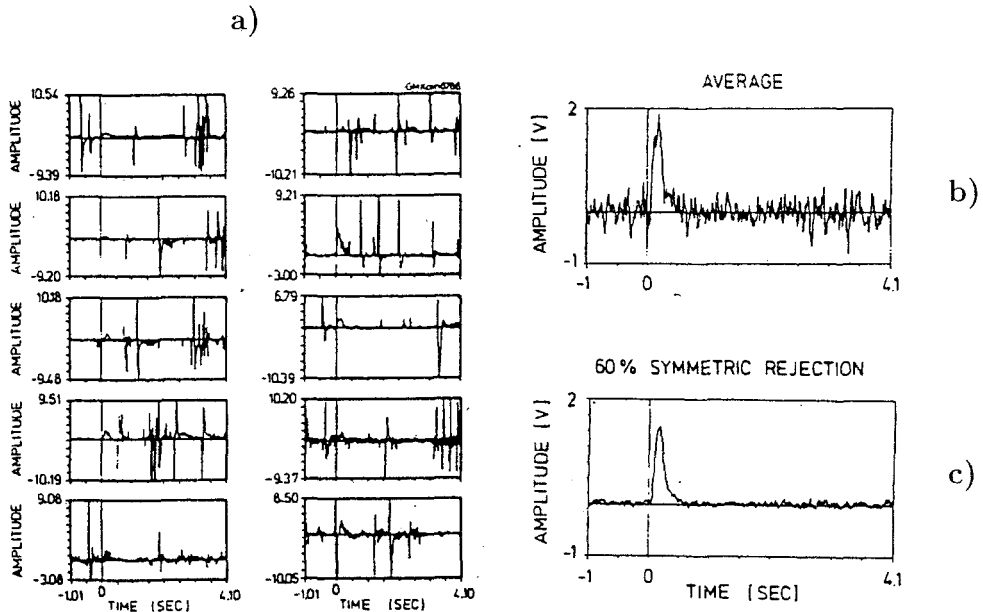 a)
10.54
AMPLITUDE
-9.39
10.18
AMPLITUDE
-9.20
10.18
AMPLITUDE
-9.48
9.51
AMPLITUDE
-10.19
9.08
AMPLITUDE
-3.08
-1.01 0 4.10
TIME [SEC]
9.26
-10.21
9.21
-3.00
6.79
-10.39
10.20
-9.37
-10.05
-1.01 0 4.10
TIME [SEC]
AVERAGE
2
AMPLITUDE [V]
-1
-1 0 4.1
b)
60% SYMMETRIC REJECTION
2
AMPLITUDE [V]
-1
-1 0 4.1
TIME [SEC]
c)